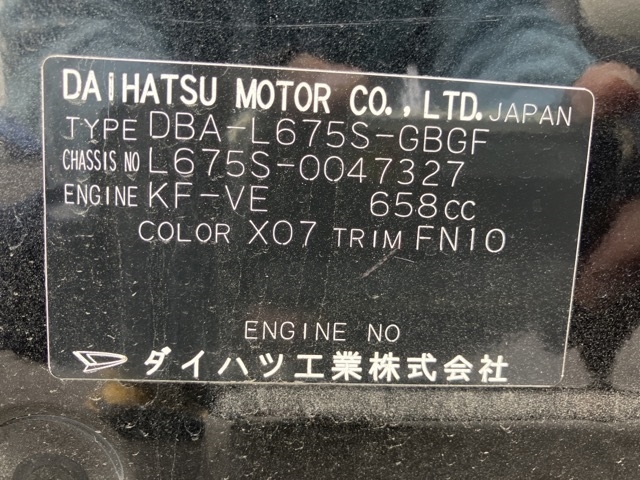 DAIHATSU MOTOR CO.,LTD. JAPAN
TYPE DBA-L675S-GBGF
CHASSIS NO L675S-0047327
ENGINE KF-VE 658CC
COLOR X07 TRIM FN10
ENGINE NO
ダイハツ工業株式会社